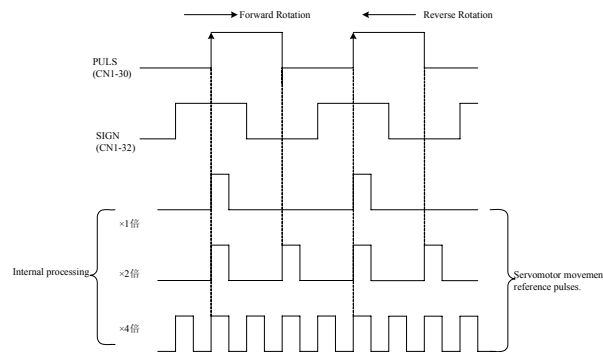 Forward Rotation
Reverse Rotation
PULS
(CN1-30)
SIGN
(CN1-32)
×1倍
Internal processing
×2倍
Servomotor movemen
reference pulses.
×4倍